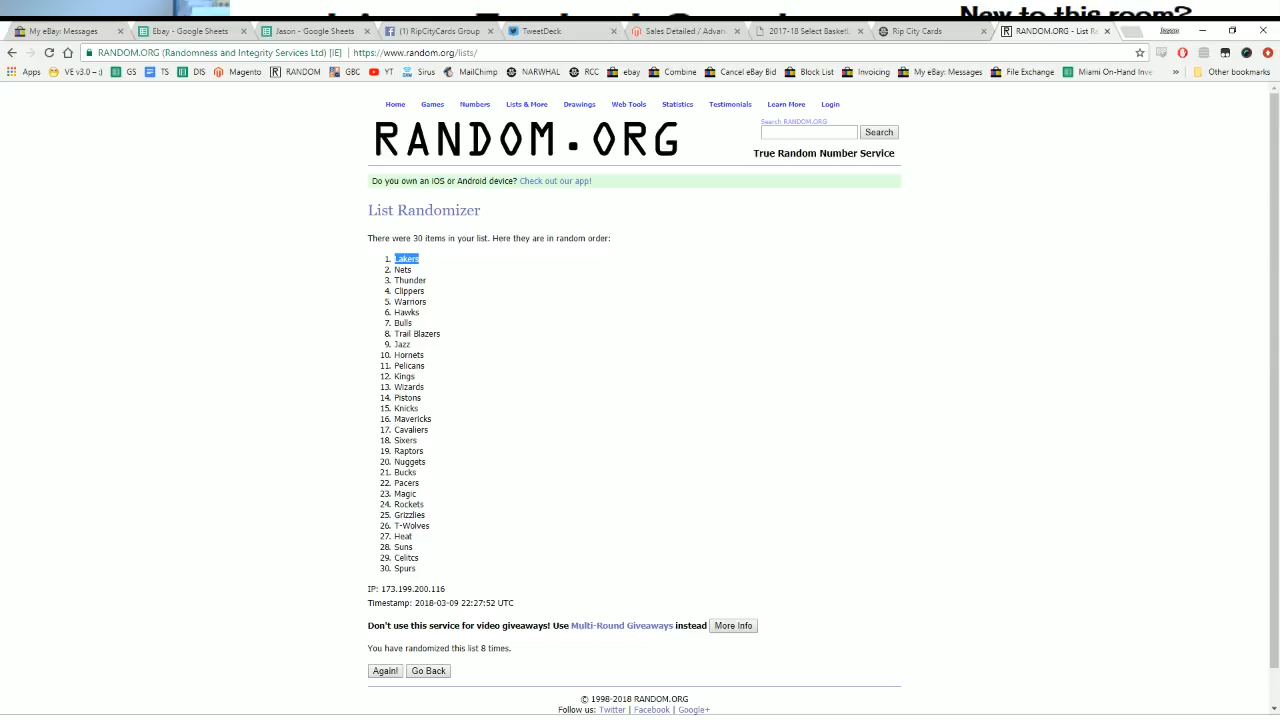 New to this room?
My eBay: Messages
Ebay - Google Sheets
Jason - Google Sheets
(1) RipCityCards Group
TweetDeck
Sales Detailed / Advan
2017-18 Select Basketl
Rip City Cards
RANDOM.ORG - List R
Jason
RANDOM.ORG (Randomness and Integrity Services Ltd) [IE] https://www.random.org/lists/
Apps VE v3.0 --:) GS TS DIS Magento RANDOM GBC YT Sirus MailChimp NARWHAL RCC ebay Combine Cancel eBay Bid Block List Invoicing My eBay: Messages File Exchange Miami On-Hand Inve » Other bookmarks
Home Games Numbers Lists & More Drawings Web Tools Statistics Testimonials Learn More Login
RANDOM.ORG
Search RANDOM.ORG
Search
True Random Number Service
Do you own an iOS or Android device? Check out our app!
List Randomizer
There were 30 items in your list. Here they are in random order:
1. Lakers
2. Nets
3. Thunder
4. Clippers
5. Warriors
6. Hawks
7. Bulls
8. Trail Blazers
9. Jazz
10. Hornets
11. Pelicans
12. Kings
13. Wizards
14. Pistons
15. Knicks
16. Mavericks
17. Cavaliers
18. Sixers
19. Raptors
20. Nuggets
21. Bucks
22. Pacers
23. Magic
24. Rockets
25. Grizzlies
26. T-Wolves
27. Heat
28. Suns
29. Celitcs
30. Spurs
IP: 173.199.200.116
Timestamp: 2018-03-09 22:27:52 UTC
Don't use this service for video giveaways! Use Multi-Round Giveaways instead More Info
You have randomized this list 8 times.
Again! Go Back
© 1998-2018 RANDOM.ORG
Follow us: Twitter | Facebook | Google+